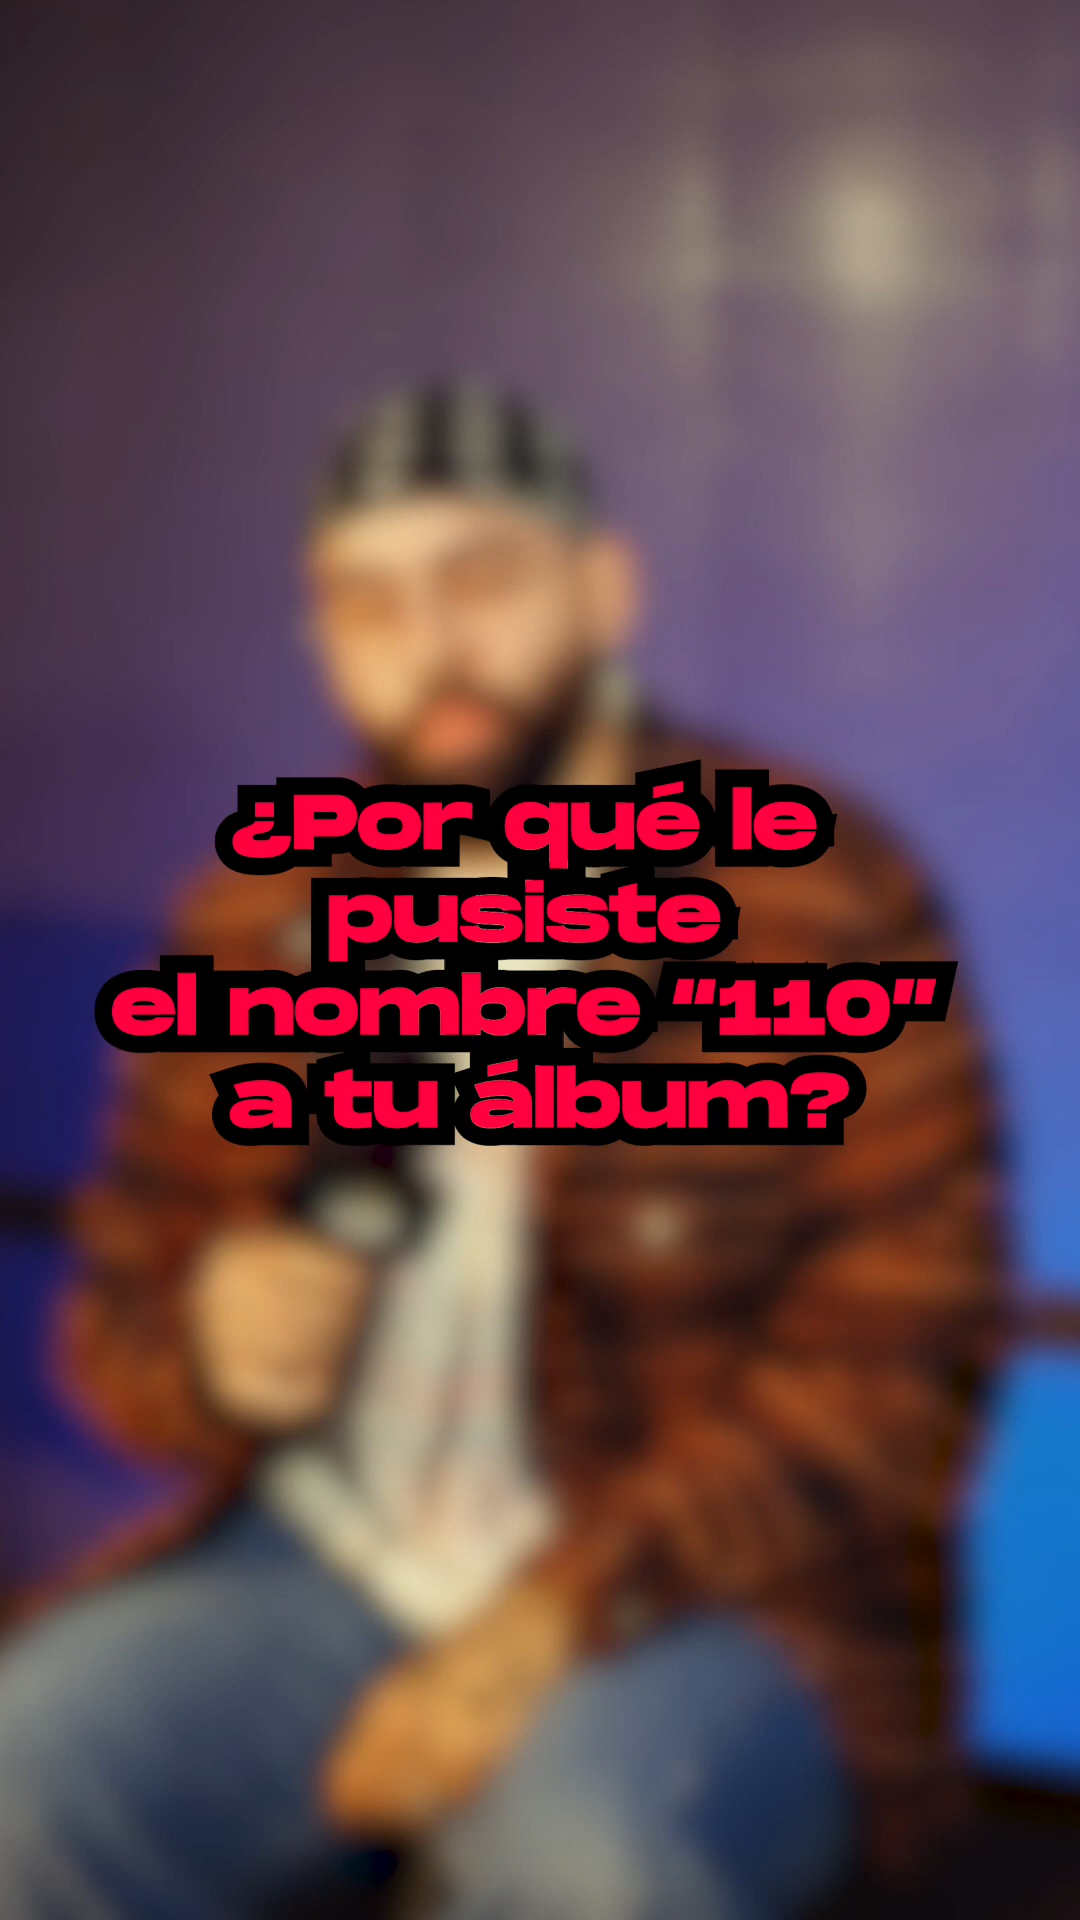 ¿Por qué le
pusiste
el nombre “110”
a tu álbum?